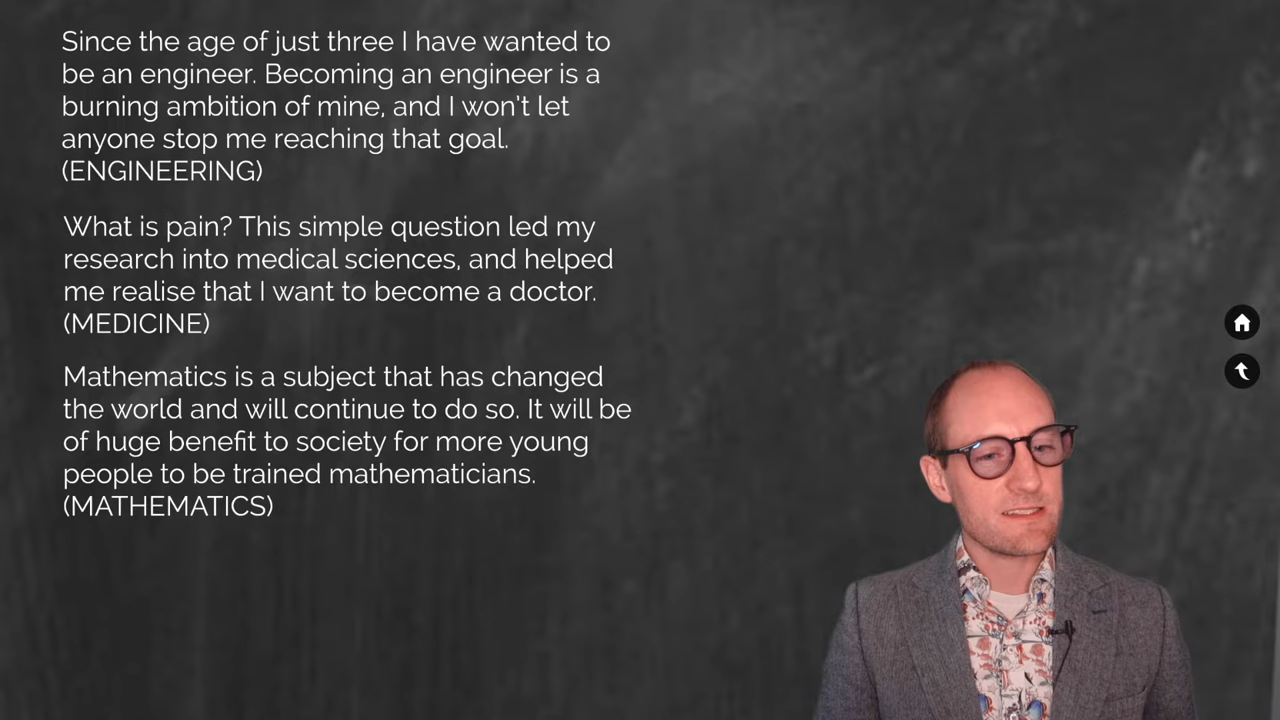 Since the age of just three I have wanted to
be an engineer. Becoming an engineer is a
burning ambition of mine, and I won't let
anyone stop me reaching that goal.
(ENGINEERING)
What is pain? This simple question led my
research into medical sciences, and helped
me realise that I want to become a doctor.
(MEDICINE)
Mathematics is a subject that has changed
the world and will continue to do so. It will be
of huge benefit to society for more young
people to be trained mathematicians.
(MATHEMATICS)